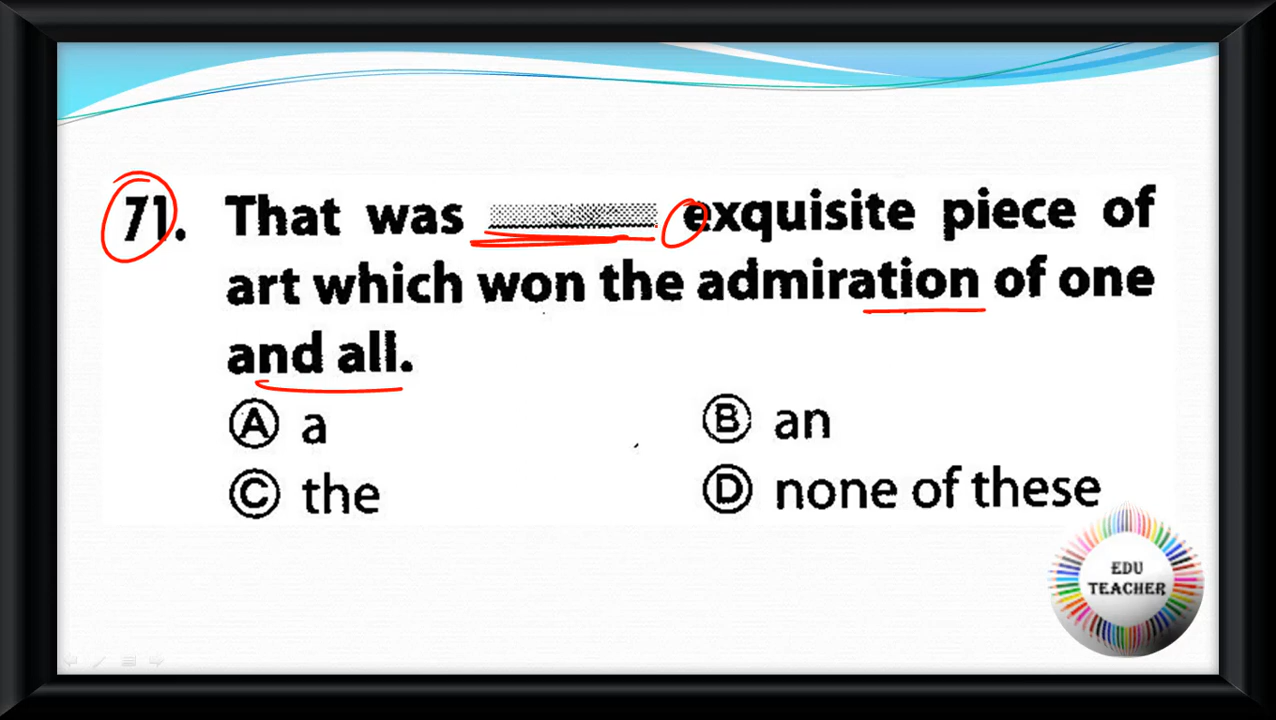 71. That was exquisite piece of
art which won the admiration of one
and all.
Ⓐ a Ⓑ an
Ⓒ the Ⓓ none of these
EDU
TEACHER